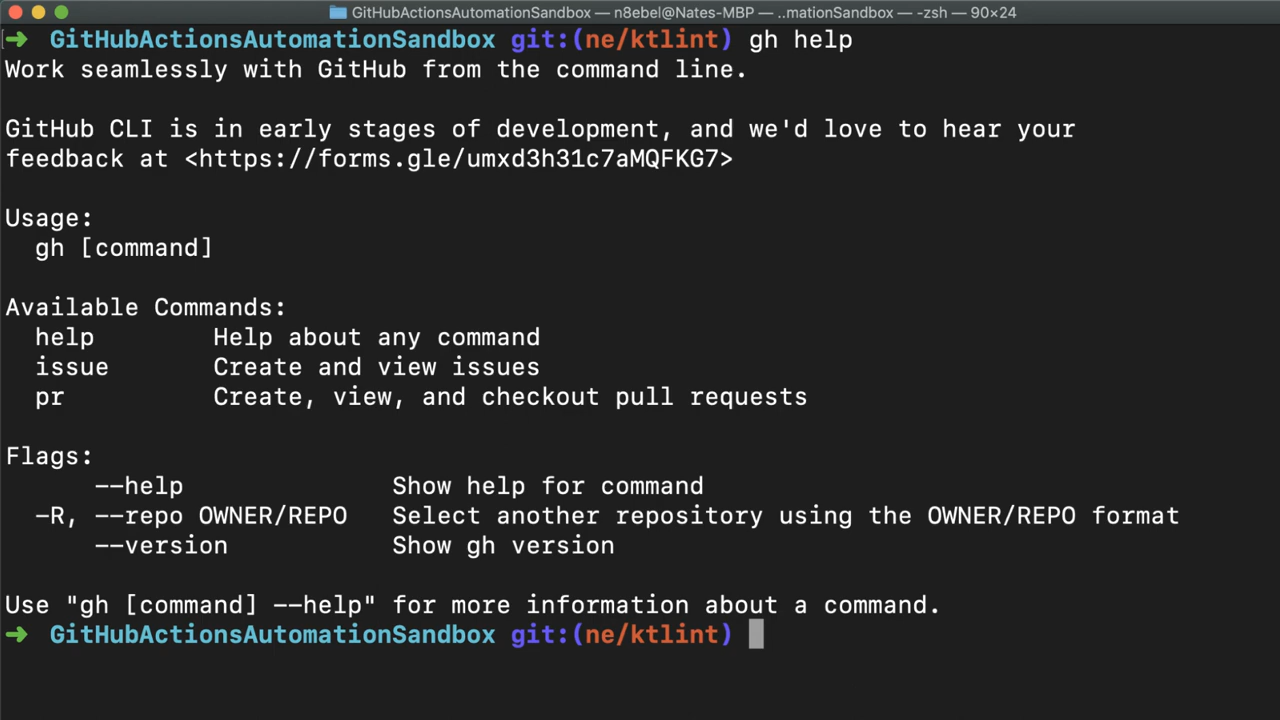 GitHubActionsAutomationSandbox — n8ebel@Nates-MBP — ..mationSandbox — -zsh — 90×24
➜ GitHubActionsAutomationSandbox git:(ne/ktlint) gh help
Work seamlessly with GitHub from the command line.
GitHub CLI is in early stages of development, and we'd love to hear your
feedback at <https://forms.gle/umxd3h31c7aMQFKG7>
Usage:
gh [command]
Available Commands:
help Help about any command
issue Create and view issues
pr Create, view, and checkout pull requests
Flags:
--help Show help for command
-R, --repo OWNER/REPO Select another repository using the OWNER/REPO format
--version Show gh version
Use "gh [command] --help" for more information about a command.
➜ GitHubActionsAutomationSandbox git:(ne/ktlint)